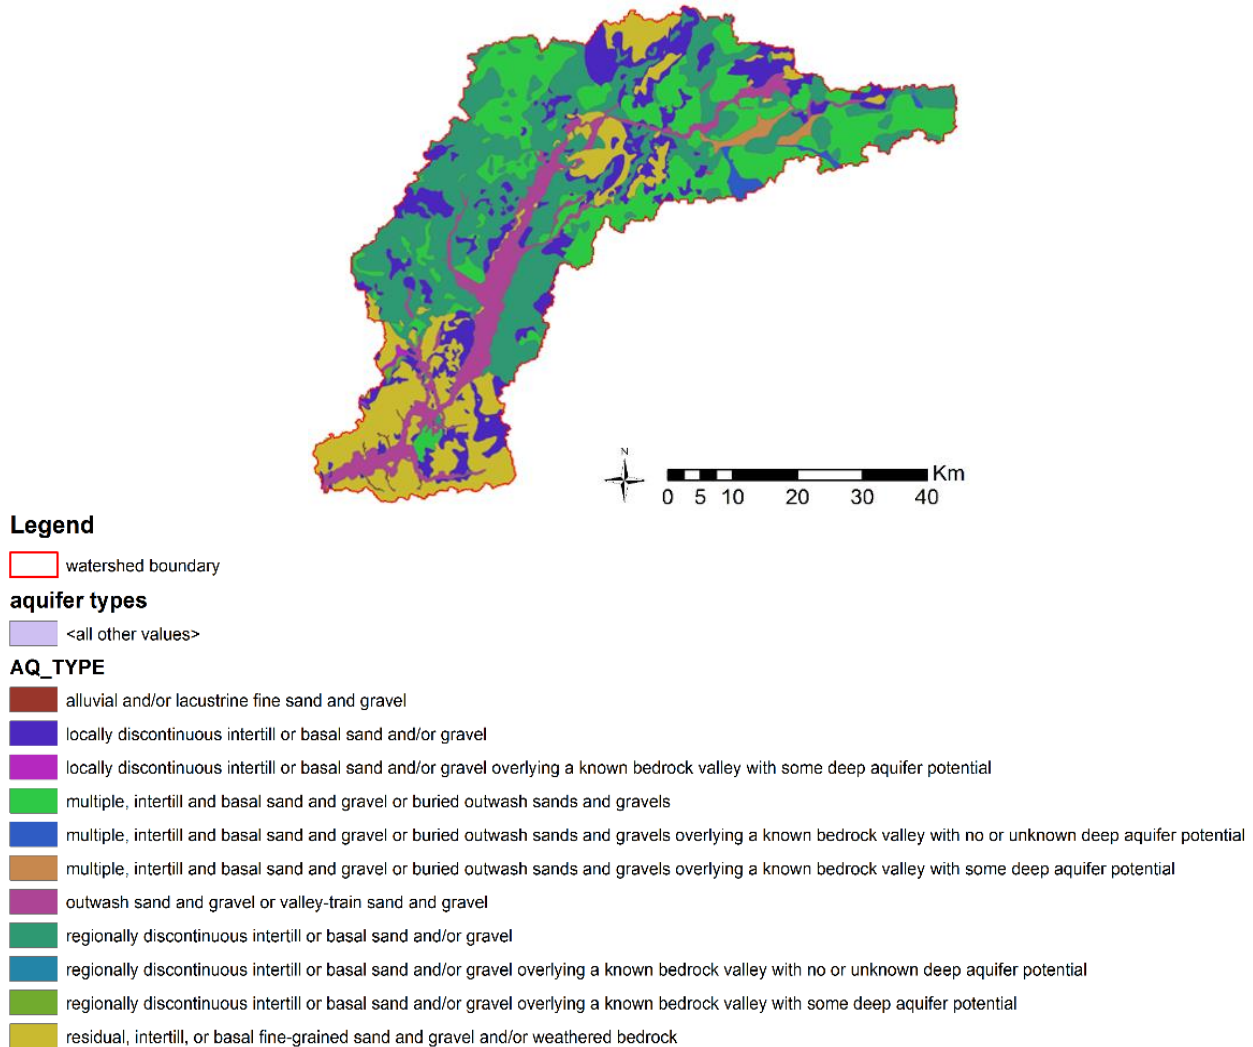 N
Km
0 5 10 20 30 40
Legend
watershed boundary
aquifer types
<all other values>
AQ_TYPE
alluvial and/or lacustrine fine sand and gravel
locally discontinuous intertill or basal sand and/or gravel
locally discontinuous intertill or basal sand and/or gravel overlying a known bedrock valley with some deep aquifer potential
multiple, intertill and basal sand and gravel or buried outwash sands and gravels
multiple, intertill and basal sand and gravel or buried outwash sands and gravels overlying a known bedrock valley with no or unknown deep aquifer potential
multiple, intertill and basal sand and gravel or buried outwash sands and gravels overlying a known bedrock valley with some deep aquifer potential
outwash sand and gravel or valley-train sand and gravel
regionally discontinuous intertill or basal sand and/or gravel
regionally discontinuous intertill or basal sand and/or gravel overlying a known bedrock valley with no or unknown deep aquifer potential
regionally discontinuous intertill or basal sand and/or gravel overlying a known bedrock valley with some deep aquifer potential
residual, intertill, or basal fine-grained sand and gravel and/or weathered bedrock